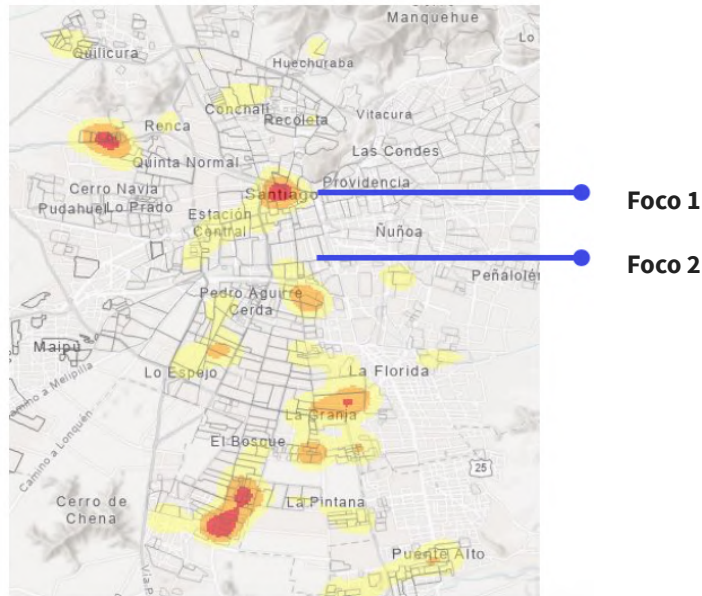 Manquehue
Lo
Quilicura
Huechuraba
Conchalí
Recoleta
Vitacura
Renca
Las Condes
Quinta Normal
Providencia
Cerro Navia
Santiago
Foco 1
Pudahuel
Lo Prado
Estación
Central
Ñuñoa
Foco 2
Peñalolén
Pedro Aguirre
Cerda
Maipú
Lo Espejo
La Florida
Camino a Melipilla
La Granja
Camino a Lonquén
El Bosque
25
Cerro de
Chena
La Pintana
Puente Alto